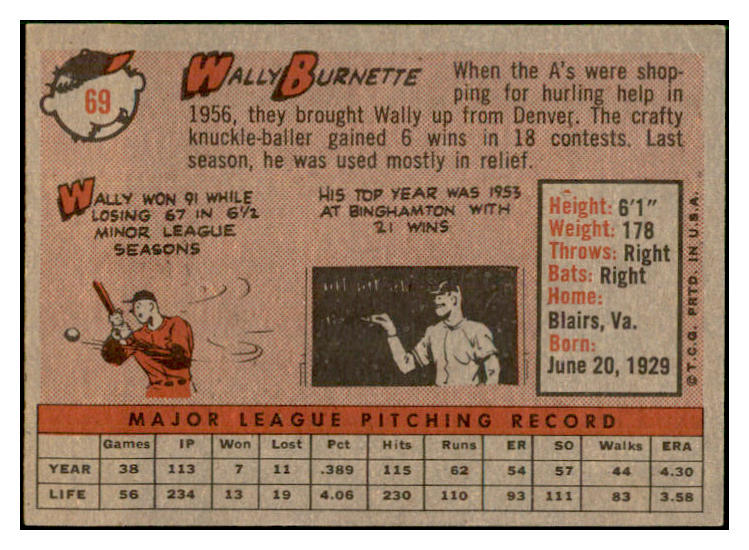 69
WALLY BURNETTE
When the A's were shop-
ping for hurling help in
1956, they brought Wally up from Denver. The crafty
knuckle-baller gained 6 wins in 18 contests. Last
season, he was used mostly in relief.
WALLY WON 91 WHILE
LOSING 67 IN 6½
MINOR LEAGUE
SEASONS
HIS TOP YEAR WAS 1953
AT BINGHAMTON WITH
21 WINS
Height: 6'1"
Weight: 178
Throws: Right
Bats: Right
Home:
Blairs, Va.
Born:
June 20, 1929
© T.C.G. PRTD. IN U.S.A.
MAJOR LEAGUE PITCHING RECORD
Games IP Won Lost Pct Hits Runs ER SO Walks ERA
YEAR 38 113 7 11 .389 115 62 54 57 44 4.30
LIFE 56 234 13 19 4.06 230 110 93 111 83 3.58